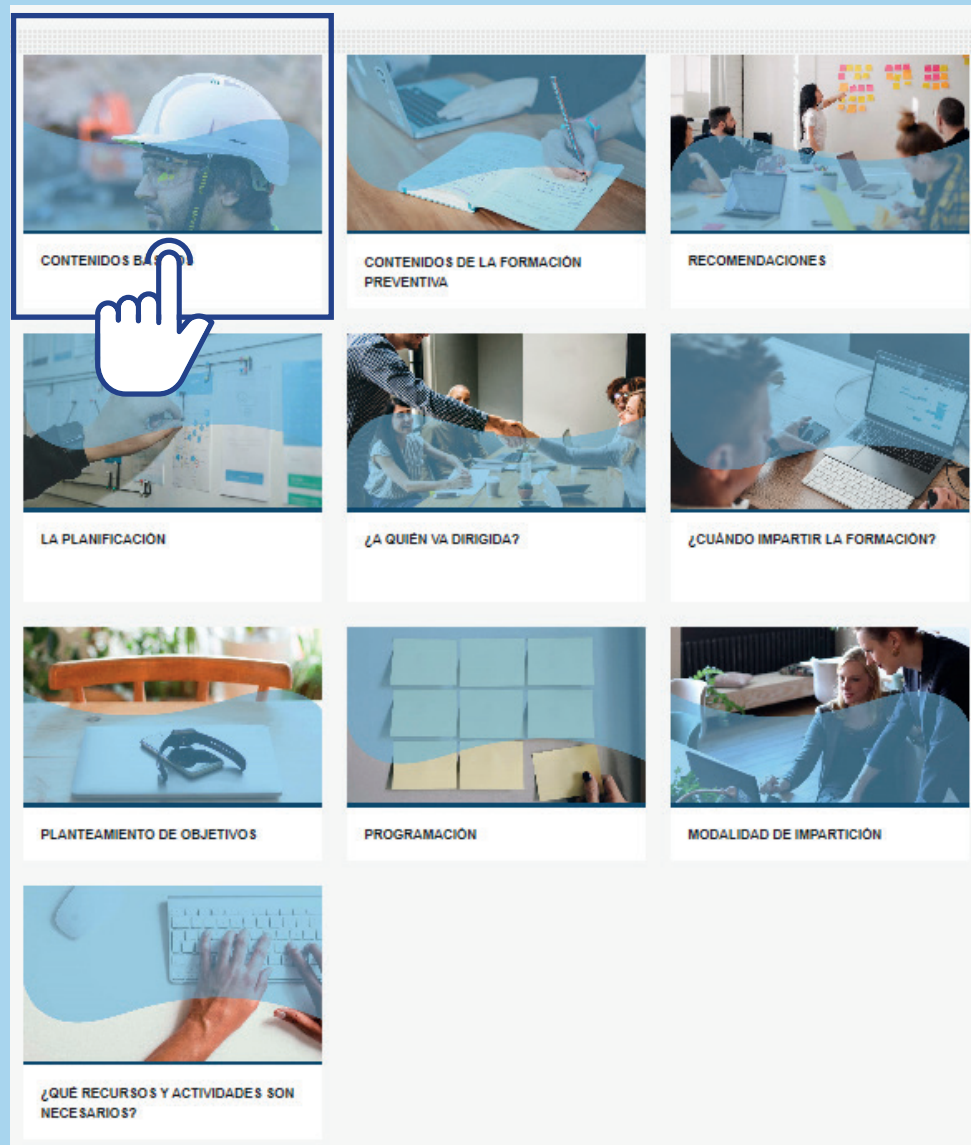 CONTENIDOS
CONTENIDOS DE LA FORMACIÓN
PREVENTIVA
RECOMENDACIONES
LA PLANIFICACIÓN
¿A QUIÉN VA DIRIGIDA?
¿CUÁNDO IMPARTIR LA FORMACIÓN?
PLANTEAMIENTO DE OBJETIVOS
PROGRAMACIÓN
MODALIDAD DE IMPARTICIÓN
¿QUÉ RECURSOS Y ACTIVIDADES SON
NECESARIOS?